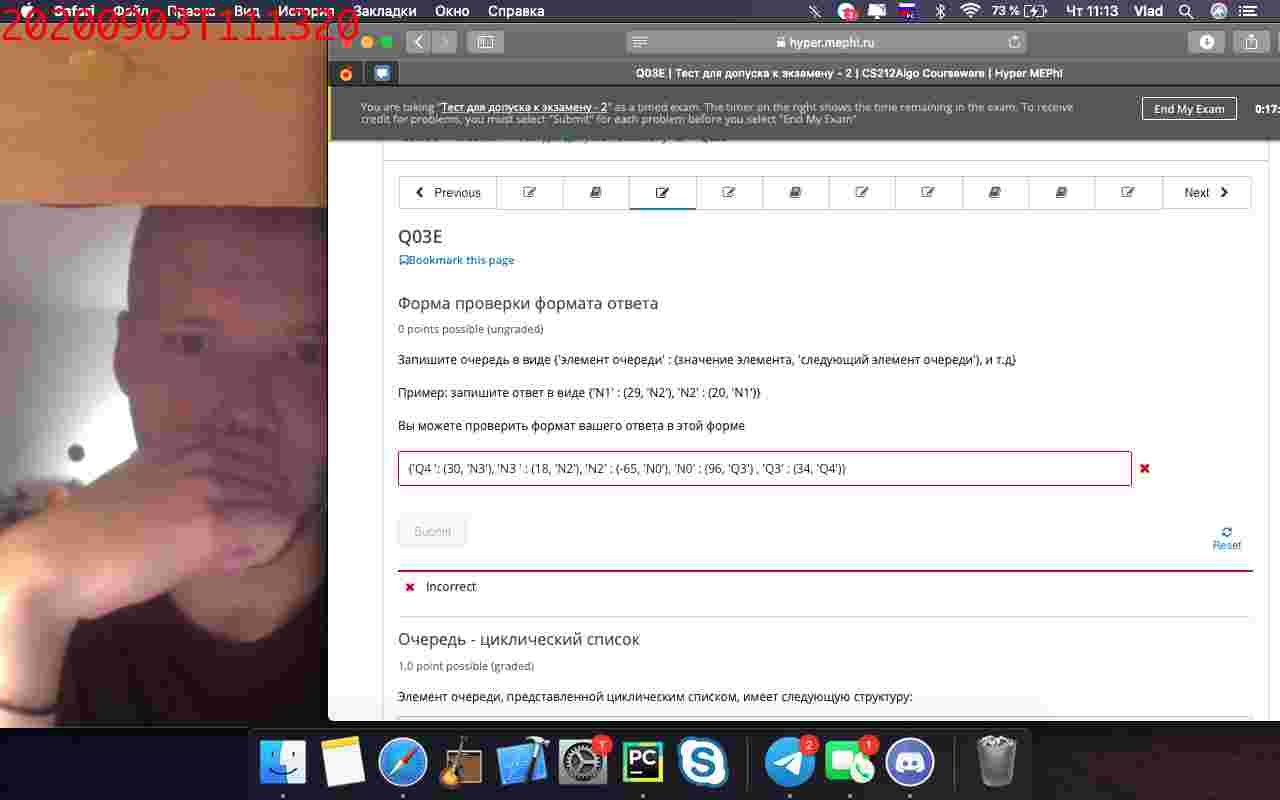 20200903T111320
Safari Файл Правка Вид История Закладки Окно Справка
73 % Чт 11:13 Vlad
hyper.mephi.ru
Q03E | Тест для допуска к экзамену - 2 | CS212Algo Courseware | Hyper MEPhI
You are taking "Тест для допуска к экзамену - 2" as a timed exam. The timer on the right shows the time remaining in the exam. To receive
credit for problems, you must select "Submit" for each problem before you select "End My Exam"
End My Exam
0:17:
Previous
Next
Q03E
Bookmark this page
Форма проверки формата ответа
0 points possible (ungraded)
Запишите очередь в виде {'элемент очереди' : (значение элемента, 'следующий элемент очереди'), и т.д}
Пример: запишите ответ в виде {'N1' : (29, 'N2'), 'N2' : (20, 'N1')}
Вы можете проверить формат вашего ответа в этой форме
{'Q4 ': (30, 'N3'), 'N3 ' : (18, 'N2'), 'N2' : (-65, 'N0'), 'N0' : (96, 'Q3') , 'Q3' : (34, 'Q4')}
Submit
Reset
Incorrect
Очередь - циклический список
1.0 point possible (graded)
Элемент очереди, представленной циклическим списком, имеет следующую структуру:
PC
2
1